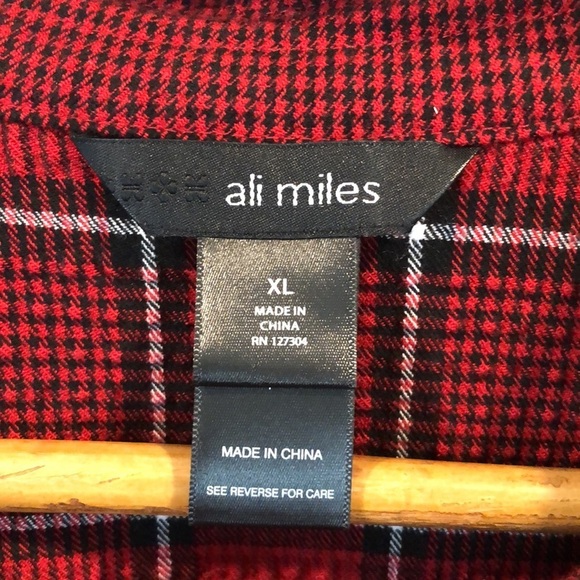 ali miles
XL
MADE IN
CHINA
RN 127304
MADE IN CHINA
SEE REVERSE FOR CARE